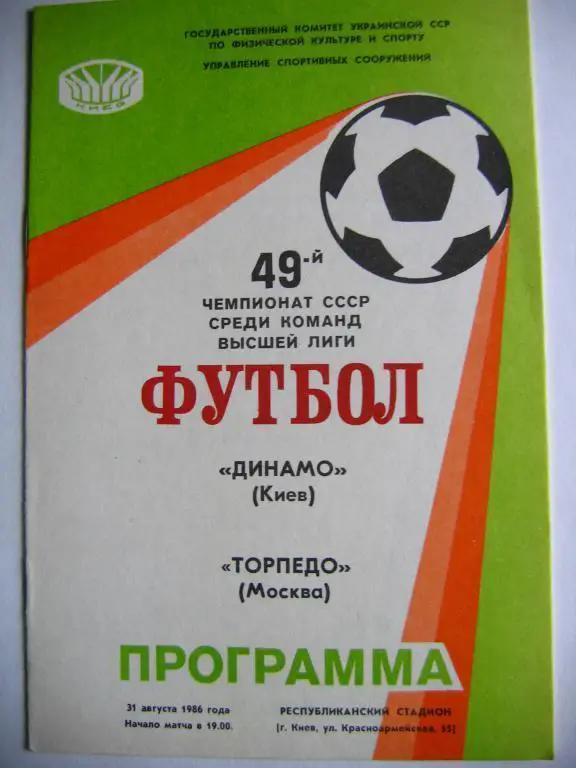 ГОСУДАРСТВЕННЫЙ КОМИТЕТ УКРАИНСКОЙ ССР
ПО ФИЗИЧЕСКОЙ КУЛЬТУРЕ И СПОРТУ
УПРАВЛЕНИЕ СПОРТИВНЫХ СООРУЖЕНИЙ
КИЕВ
49-й
ЧЕМПИОНАТ СССР
СРЕДИ КОМАНД
ВЫСШЕЙ ЛИГИ
ФУТБОЛ
«ДИНАМО»
(Киев)
«ТОРПЕДО»
(Москва)
ПРОГРАММА
31 августа 1986 года
Начало матча в 19.00.
РЕСПУБЛИКАНСКИЙ СТАДИОН
[г. Киев, ул. Красноармейская, 55]